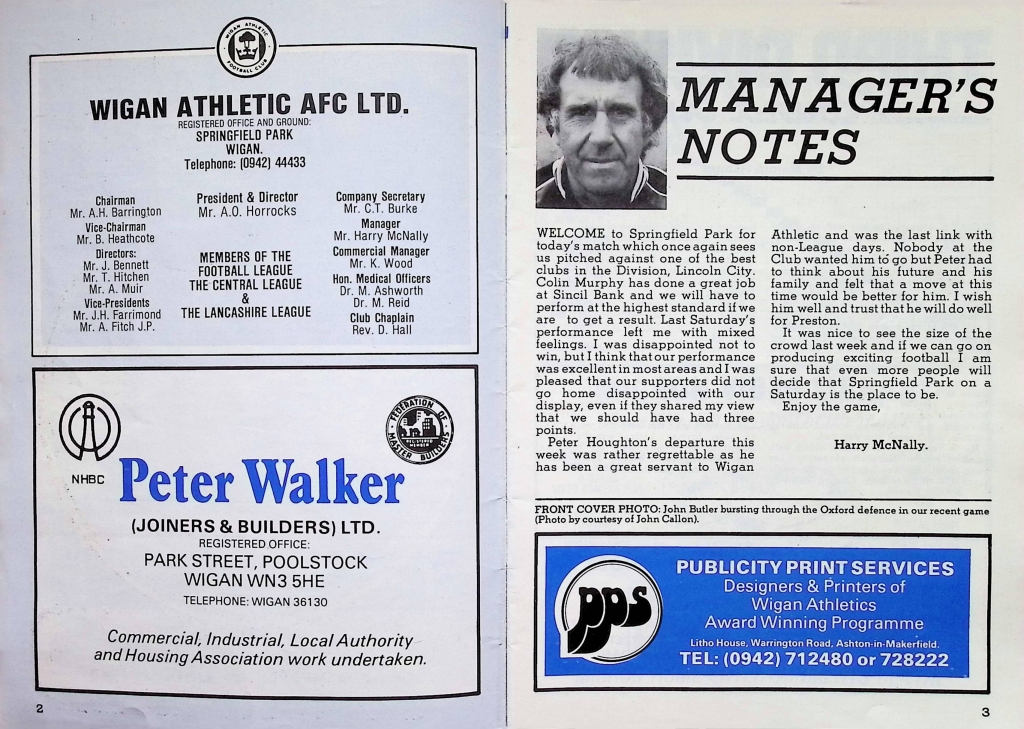 WIGAN ATHLETIC
FOOTBALL CLUB
WIGAN ATHLETIC AFC LTD.
REGISTERED OFFICE AND GROUND:
SPRINGFIELD PARK
WIGAN.
Telephone: (0942) 44433
Chairman
Mr. A.H. Barrington
Vice-Chairman
Mr. B. Heathcote
Directors:
Mr. J. Bennett
Mr. T. Hitchen
Mr. A. Muir
Vice-Presidents
Mr. J.H. Farrimond
Mr. A. Fitch J.P.
President & Director
Mr. A.O. Horrocks
MEMBERS OF THE
FOOTBALL LEAGUE
THE CENTRAL LEAGUE
&
THE LANCASHIRE LEAGUE
Company Secretary
Mr. C.T. Burke
Manager
Mr. Harry McNally
Commercial Manager
Mr. K. Wood
Hon. Medical Officers
Dr. M. Ashworth
Dr. M. Reid
Club Chaplain
Rev. D. Hall
NHBC
FEDERATION OF
MASTER BUILDERS
REGISTERED
MEMBER
Peter Walker
(JOINERS & BUILDERS) LTD.
REGISTERED OFFICE:
PARK STREET, POOLSTOCK
WIGAN WN3 5HE
TELEPHONE: WIGAN 36130
Commercial, Industrial, Local Authority
and Housing Association work undertaken.
2
MANAGER'S
NOTES
WELCOME to Springfield Park for
today's match which once again sees
us pitched against one of the best
clubs in the Division, Lincoln City.
Colin Murphy has done a great job
at Sincil Bank and we will have to
perform at the highest standard if we
are to get a result. Last Saturday's
performance left me with mixed
feelings. I was disappointed not to
win, but I think that our performance
was excellent in most areas and I was
pleased that our supporters did not
go home disappointed with our
display, even if they shared my view
that we should have had three
points.
Peter Houghton's departure this
week was rather regrettable as he
has been a great servant to Wigan
Athletic and was the last link with
non-League days. Nobody at the
Club wanted him to go but Peter had
to think about his future and his
family and felt that a move at this
time would be better for him. I wish
him well and trust that he will do well
for Preston.
It was nice to see the size of the
crowd last week and if we can go on
producing exciting football I am
sure that even more people will
decide that Springfield Park on a
Saturday is the place to be.
Enjoy the game,
Harry McNally.
FRONT COVER PHOTO: John Butler bursting through the Oxford defence in our recent game
(Photo by courtesy of John Callon).
pps
PUBLICITY PRINT SERVICES
Designers & Printers of
Wigan Athletics
Award Winning Programme
Litho House, Warrington Road, Ashton-in-Makerfield.
TEL: (0942) 712480 or 728222
3